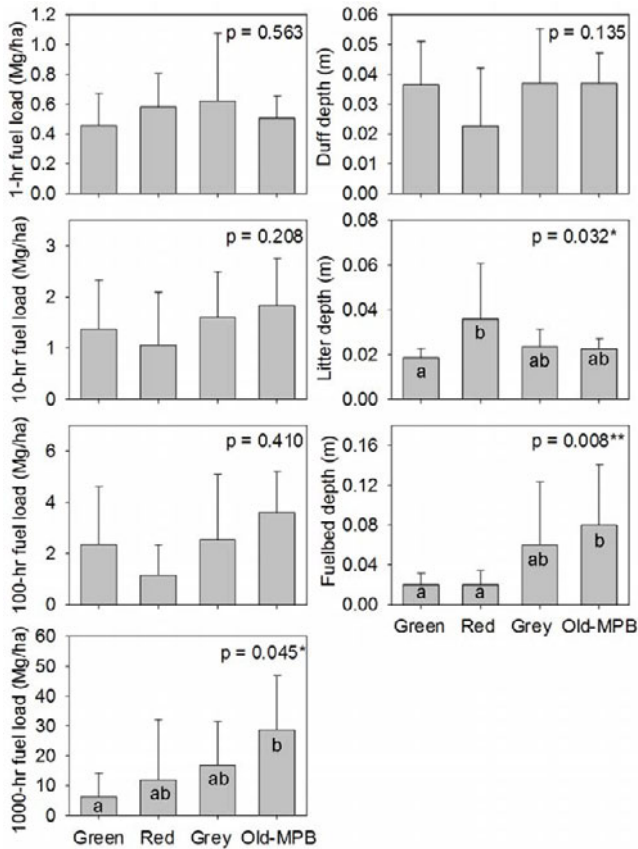 1-hr fuel load (Mg/ha)
1.2
1.0
0.8
0.6
0.4
0.2
0.0
p = 0.563
Duff depth (m)
0.06
0.05
0.04
0.03
0.02
0.01
0.00
p = 0.135
10-hr fuel load (Mg/ha)
3
2
1
0
p = 0.208
Litter depth (m)
0.08
0.06
0.04
0.02
0.00
p = 0.032*
a
b
ab
ab
100-hr fuel load (Mg/ha)
6
4
2
0
p = 0.410
Fuelbed depth (m)
0.16
0.12
0.08
0.04
0.00
p = 0.008**
a
a
ab
b
Green Red Grey Old-MPB
1000-hr fuel load (Mg/ha)
60
50
40
30
20
10
0
p = 0.045*
a
ab
ab
b
Green Red Grey Old-MPB